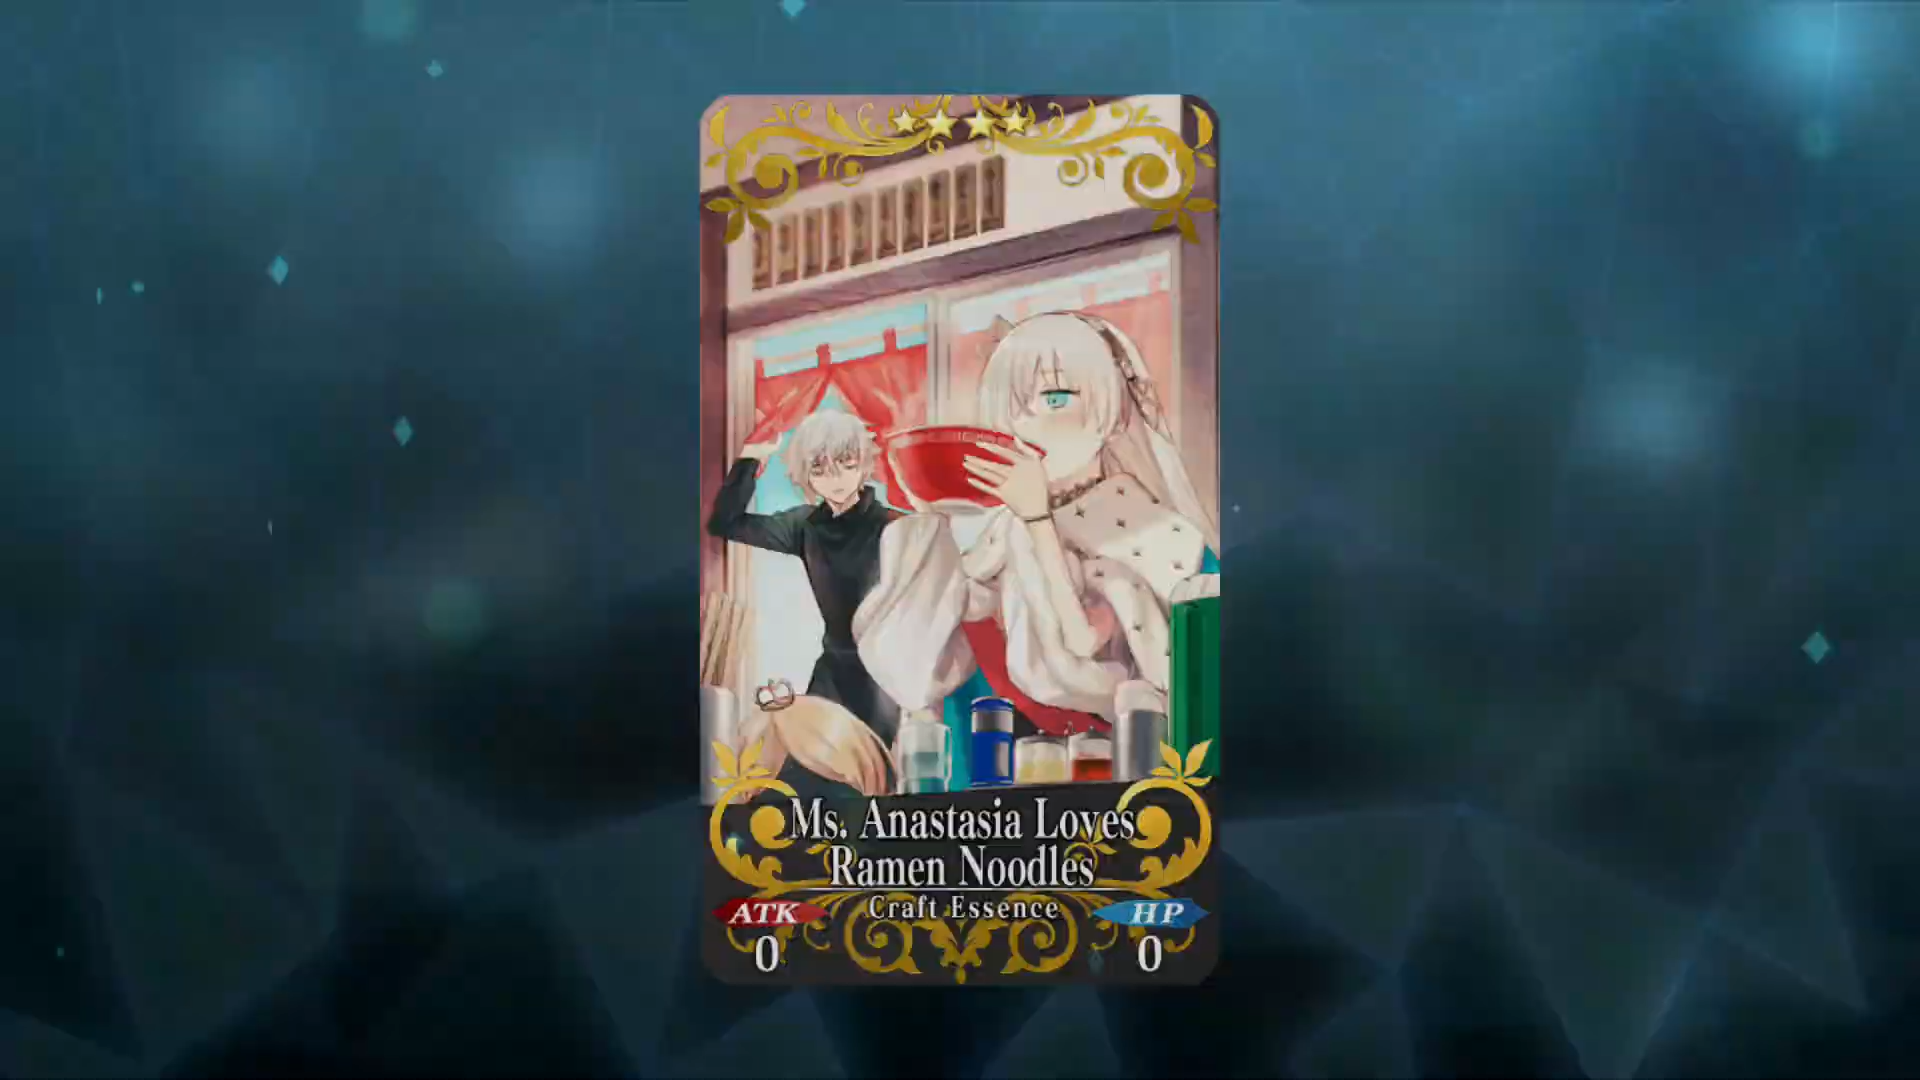 Ms. Anastasia Loves
Ramen Noodles
Craft Essence
ATK
HP
0
0